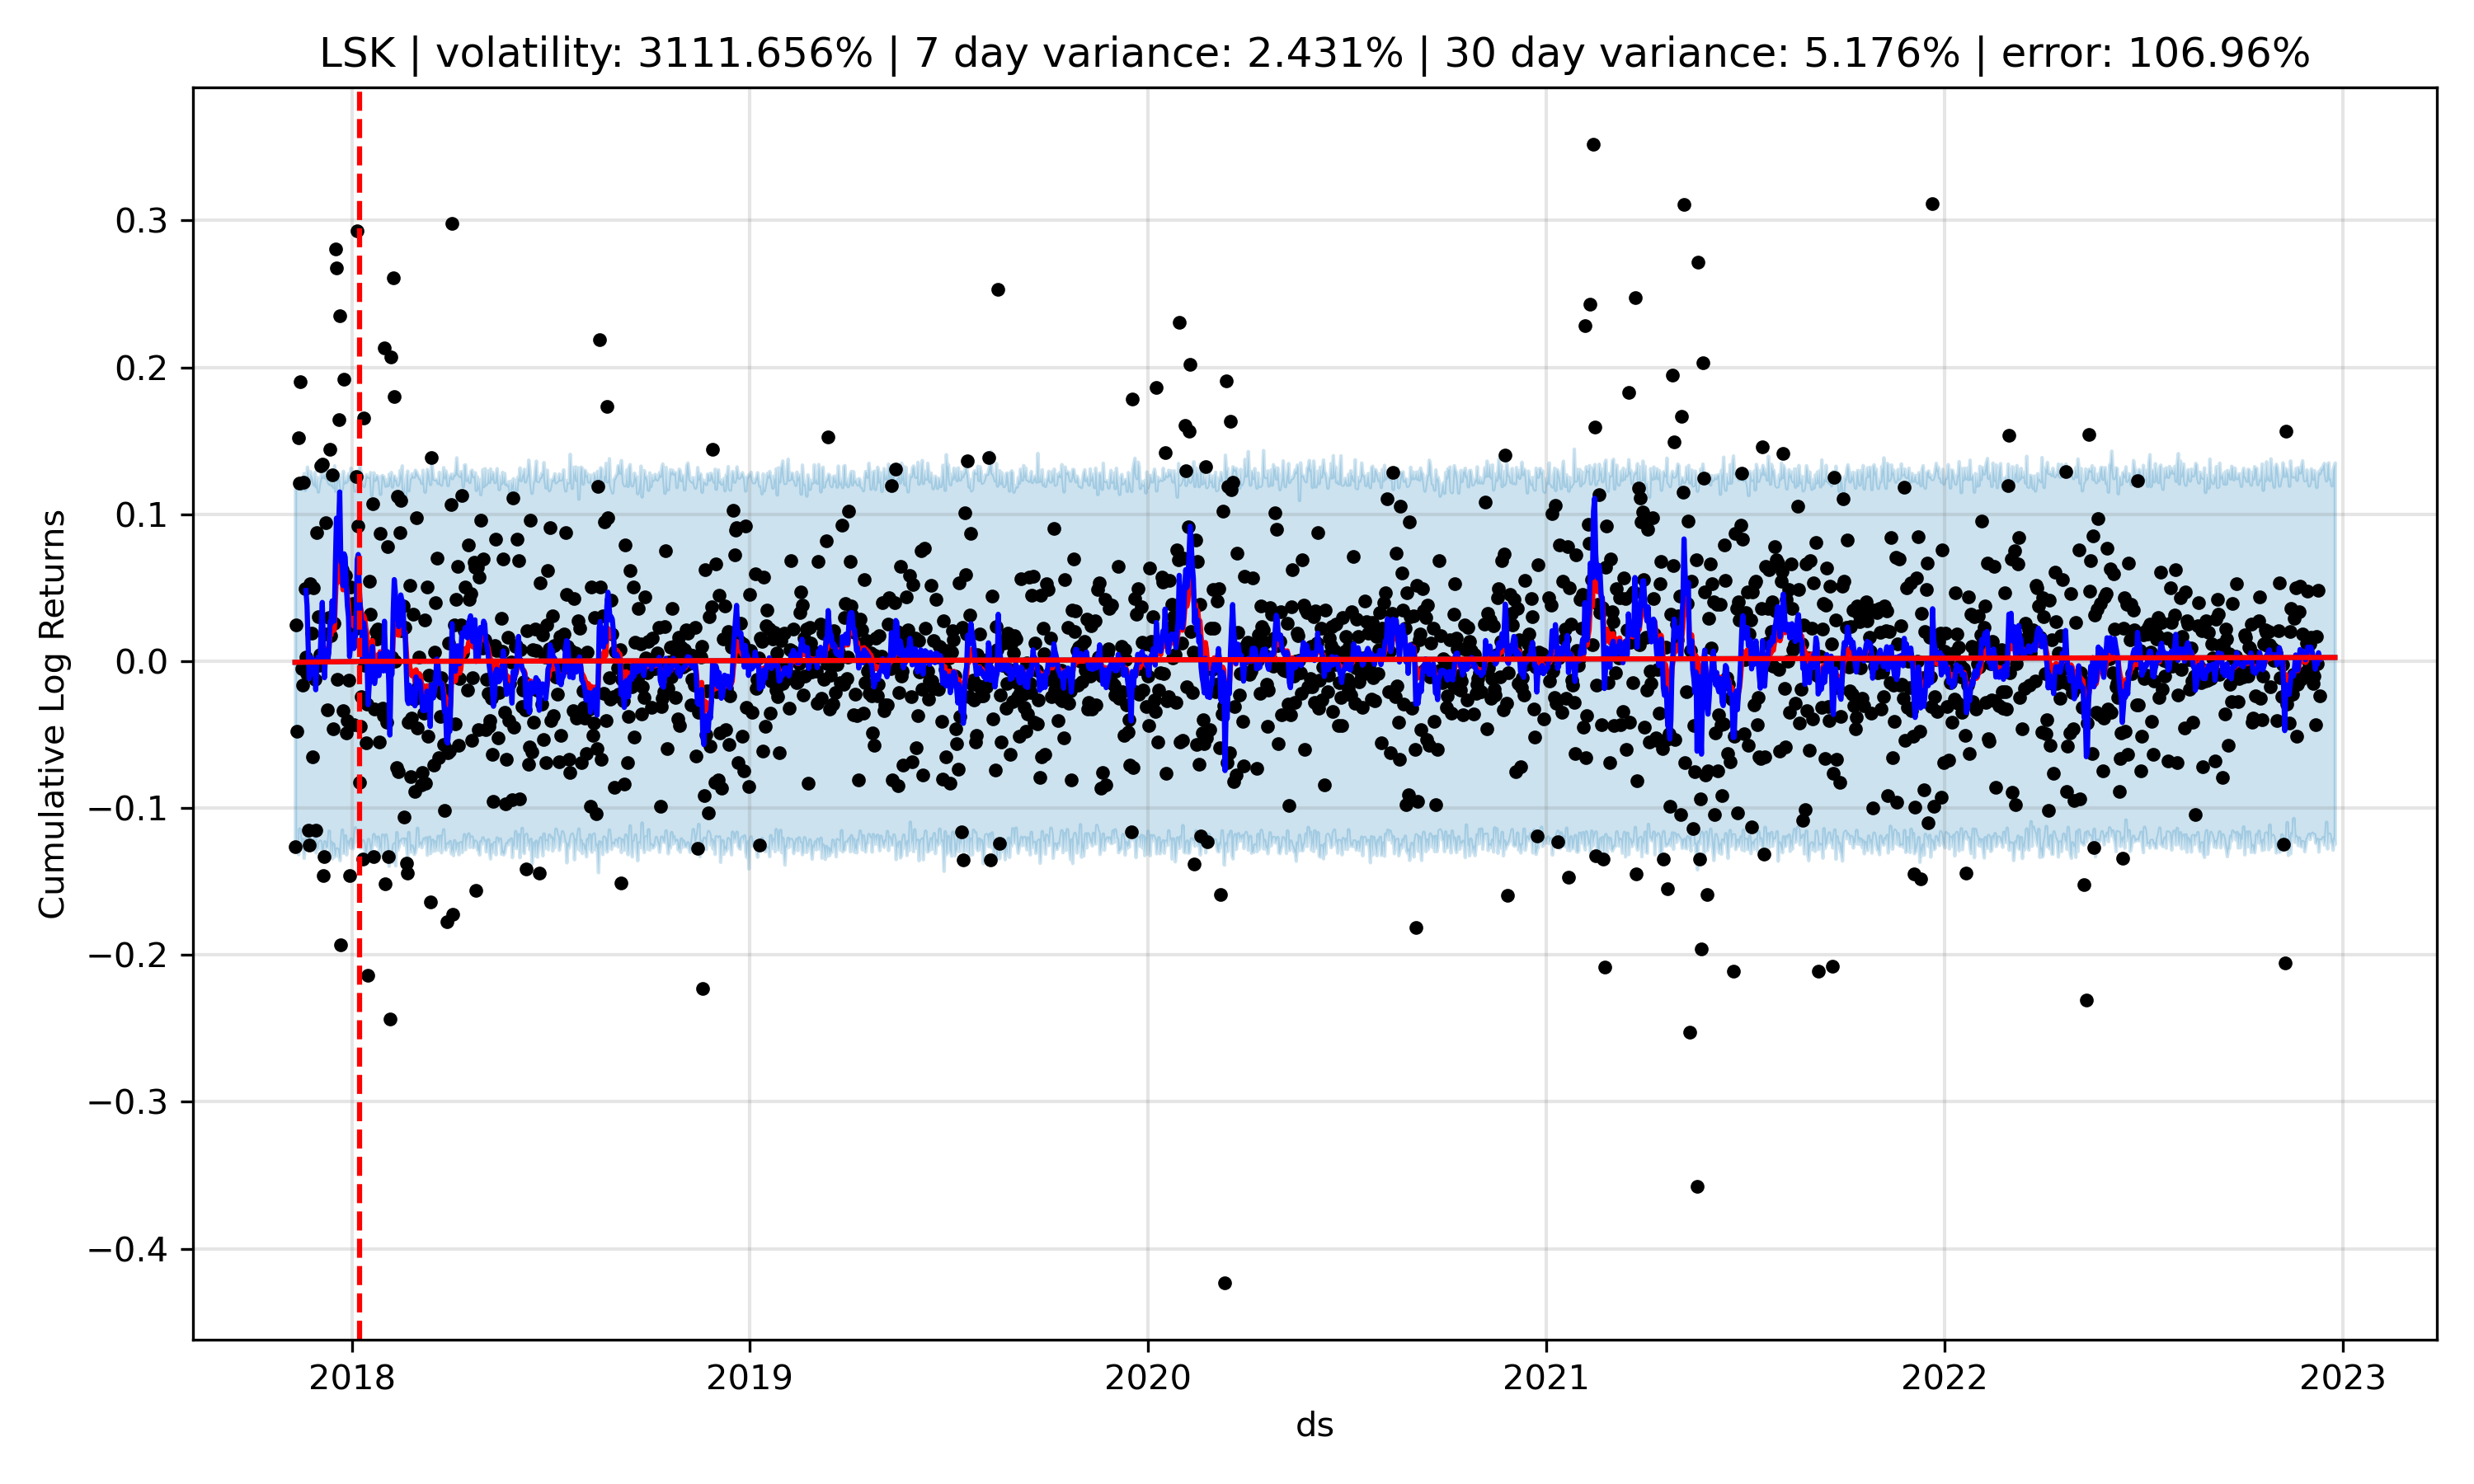 LSK | volatility: 3111.656% | 7 day variance: 2.431% | 30 day variance: 5.176% | error: 106.96%
Cumulative Log Returns
0.3
0.2
0.1
0.0
−0.1
−0.2
−0.3
−0.4
2018 2019 2020 2021 2022 2023
ds